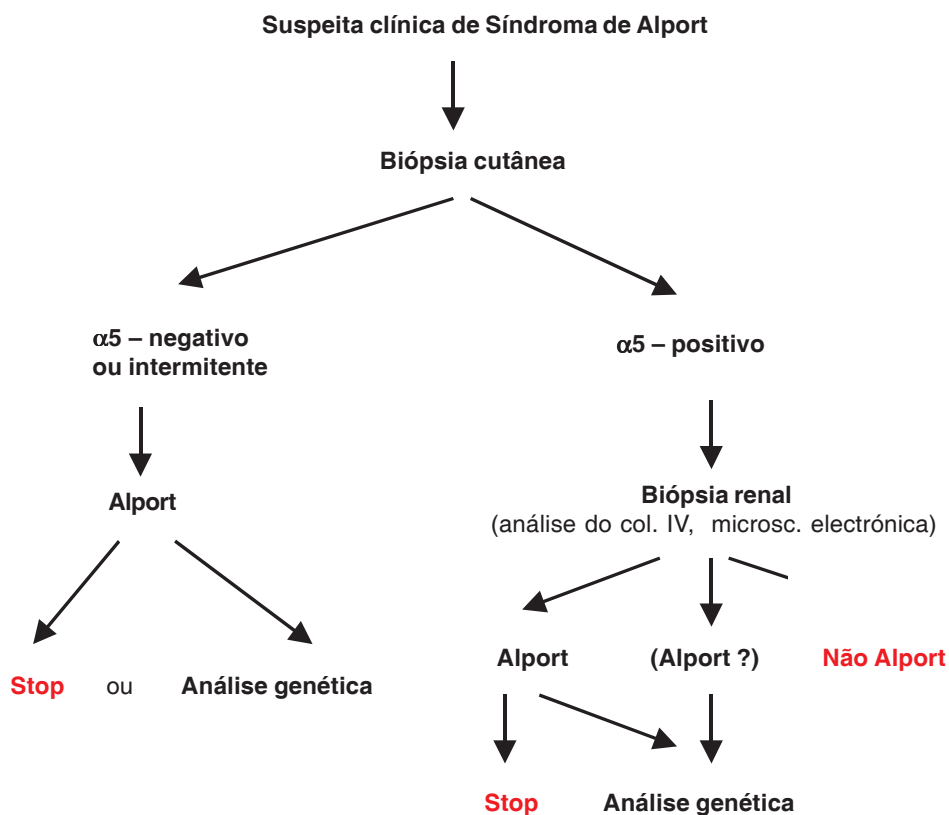 Suspeita clínica de Síndroma de Alport
Biópsia cutânea
α5 – negativo
ou intermitente
α5 – positivo
Alport
Biópsia renal
(análise do col. IV, microsc. electrónica)
Stop ou Análise genética
Alport (Alport ?) Não Alport
Stop Análise genética